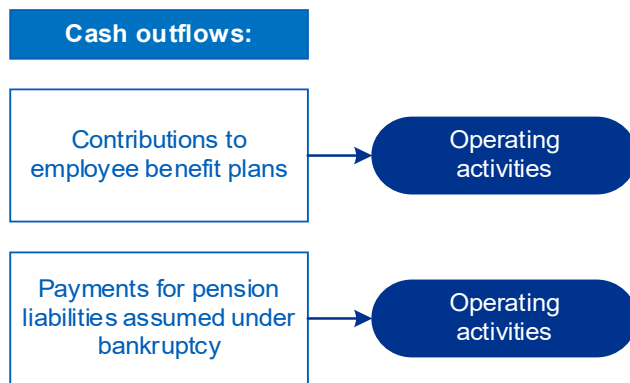 Cash outflows:
Contributions to
employee benefit plans
Operating
activities
Payments for pension
liabilities assumed under
bankruptcy
Operating
activities